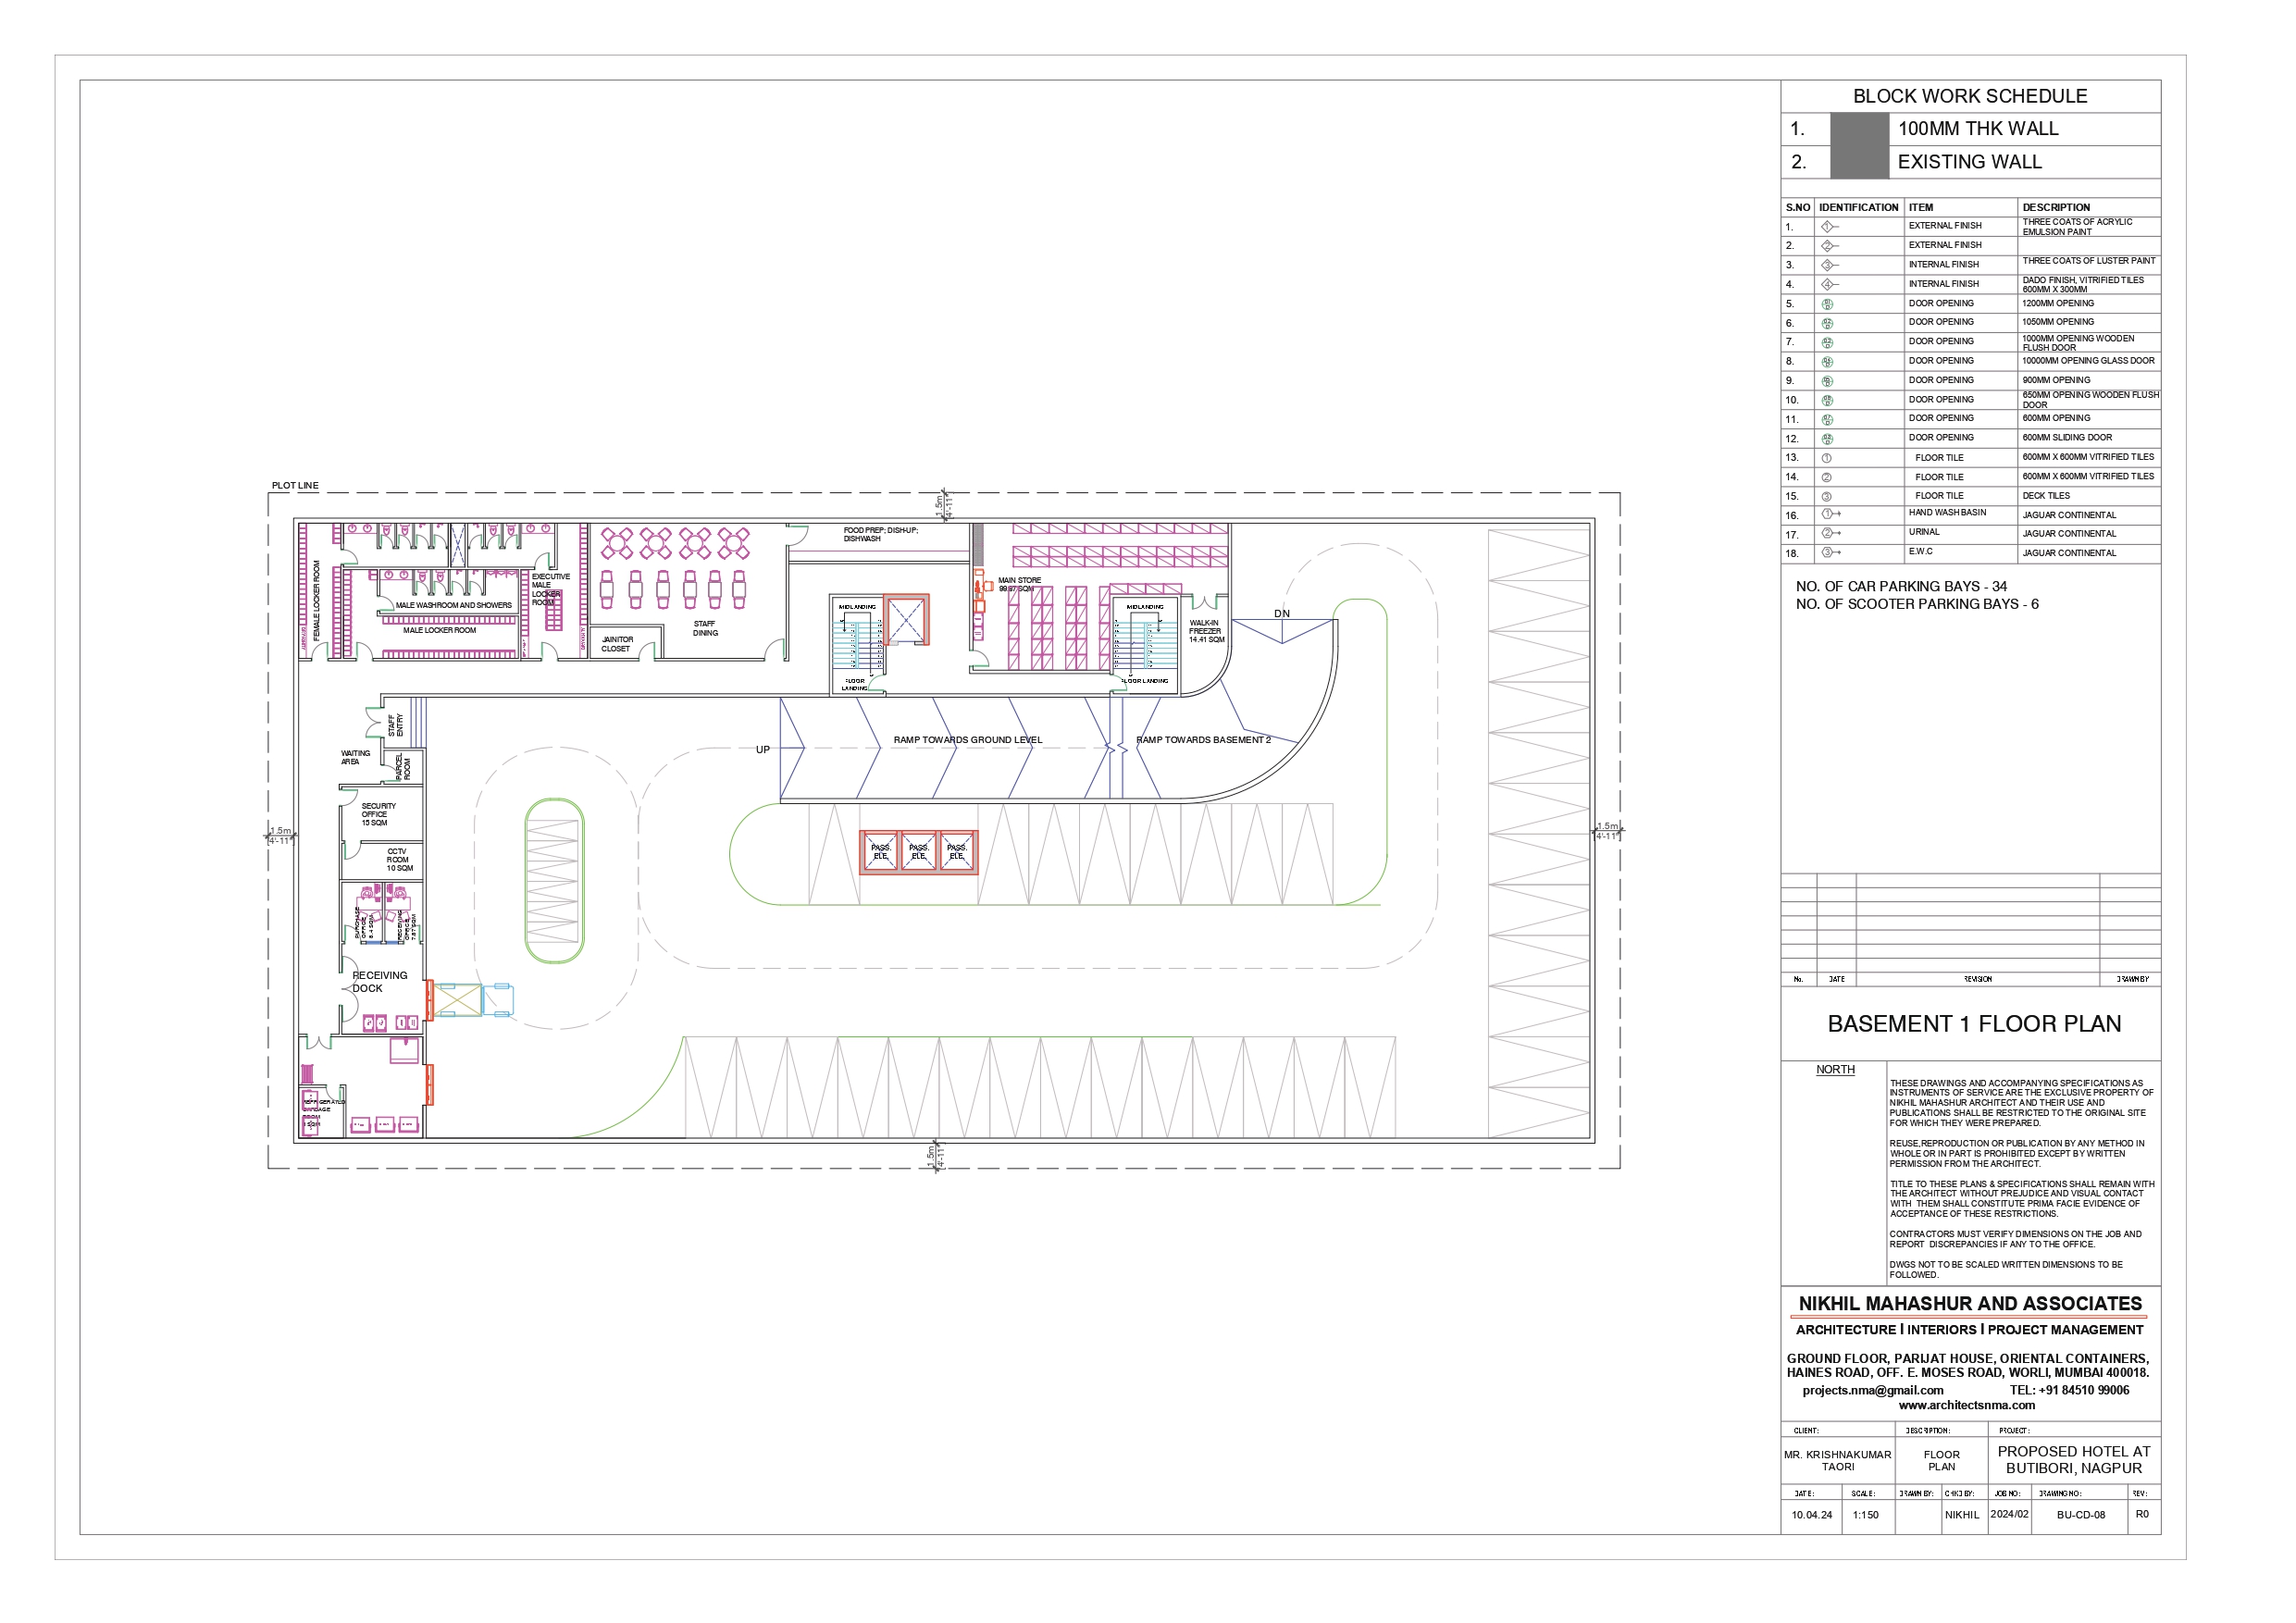 BLOCK WORK SCHEDULE
1. 100MM THK WALL
2. EXISTING WALL
S.NO IDENTIFICATION ITEM DESCRIPTION
1. 1 EXTERNAL FINISH THREE COATS OF ACRYLIC
EMULSION PAINT
2. 2 EXTERNAL FINISH
3. 3 INTERNAL FINISH THREE COATS OF LUSTER PAINT
4. 4 INTERNAL FINISH DADO FINISH, VITRIFIED TILES
600MM X 300MM
5. DOOR OPENING 1200MM OPENING
6. DOOR OPENING 1050MM OPENING
7. DOOR OPENING 1000MM OPENING WOODEN
FLUSH DOOR
8. DOOR OPENING 10000MM OPENING GLASS DOOR
9. DOOR OPENING 900MM OPENING
10. DOOR OPENING 650MM OPENING WOODEN FLUSH
DOOR
11. DOOR OPENING 600MM OPENING
12. DOOR OPENING 600MM SLIDING DOOR
13. 1 FLOOR TILE 600MM X 600MM VITRIFIED TILES
14. 2 FLOOR TILE 600MM X 600MM VITRIFIED TILES
15. 3 FLOOR TILE DECK TILES
16. 1 HAND WASH BASIN JAGUAR CONTINENTAL
17. 2 URINAL JAGUAR CONTINENTAL
18. 3 E.W.C JAGUAR CONTINENTAL
NO. OF CAR PARKING BAYS - 34
NO. OF SCOOTER PARKING BAYS - 6
PLOT LINE
1.5m
4'-11"
FEMALE LOCKER ROOM
MALE WASHROOM AND SHOWERS
MALE LOCKER ROOM
EXECUTIVE
MALE
LOCKER
ROOM
STAFF
DINING
JAINITOR
CLOSET
FOOD PREP; DISH-UP;
DISHWASH
MIDLANDING
FLOOR
LANDING
MAIN STORE
99.97 SQM
MIDLANDING
FLOOR LANDING
WALK-IN
FREEZER
14.41 SQM
DN
STAFF
ENTRY
WAITING
AREA
PARCEL
ROOM
UP
RAMP TOWARDS GROUND LEVEL
RAMP TOWARDS BASEMENT 2
SECURITY
OFFICE
15 SQM
CCTV
ROOM
10 SQM
1.5m
4'-11"
PASS.
ELE.
PASS.
ELE.
PASS.
ELE.
1.5m
4'-11"
PURCHASE
OFFICE
RECEIVING
OFFICE
RECEIVING
DOCK
REFRIGERATED
GARBAGE
ROOM
1.5m
4'-11"
No. DATE REVISION DRAWN BY
BASEMENT 1 FLOOR PLAN
NORTH
THESE DRAWINGS AND ACCOMPANYING SPECIFICATIONS AS
INSTRUMENTS OF SERVICE ARE THE EXCLUSIVE PROPERTY OF
NIKHIL MAHASHUR ARCHITECT AND THEIR USE AND
PUBLICATIONS SHALL BE RESTRICTED TO THE ORIGINAL SITE
FOR WHICH THEY WERE PREPARED.
REUSE,REPRODUCTION OR PUBLICATION BY ANY METHOD IN
WHOLE OR IN PART IS PROHIBITED EXCEPT BY WRITTEN
PERMISSION FROM THE ARCHITECT.
TITLE TO THESE PLANS & SPECIFICATIONS SHALL REMAIN WITH
THE ARCHITECT WITHOUT PREJUDICE AND VISUAL CONTACT
WITH THEM SHALL CONSTITUTE PRIMA FACIE EVIDENCE OF
ACCEPTANCE OF THESE RESTRICTIONS.
CONTRACTORS MUST VERIFY DIMENSIONS ON THE JOB AND
REPORT DISCREPANCIES IF ANY TO THE OFFICE.
DWGS NOT TO BE SCALED WRITTEN DIMENSIONS TO BE
FOLLOWED.
NIKHIL MAHASHUR AND ASSOCIATES
ARCHITECTURE | INTERIORS | PROJECT MANAGEMENT
GROUND FLOOR, PARIJAT HOUSE, ORIENTAL CONTAINERS,
HAINES ROAD, OFF. E. MOSES ROAD, WORLI, MUMBAI 400018.
projects.nma@gmail.com TEL: +91 84510 99006
www.architectsnma.com
CLIENT: DESCRIPTION: PROJECT:
MR. KRISHNAKUMAR
TAORI
FLOOR
PLAN
PROPOSED HOTEL AT
BUTIBORI, NAGPUR
DATE: SCALE: DRAWN BY: CHKD BY: JOB NO: DRAWING NO: REV:
10.04.24 1:150 NIKHIL 2024/02 BU-CD-08 R0